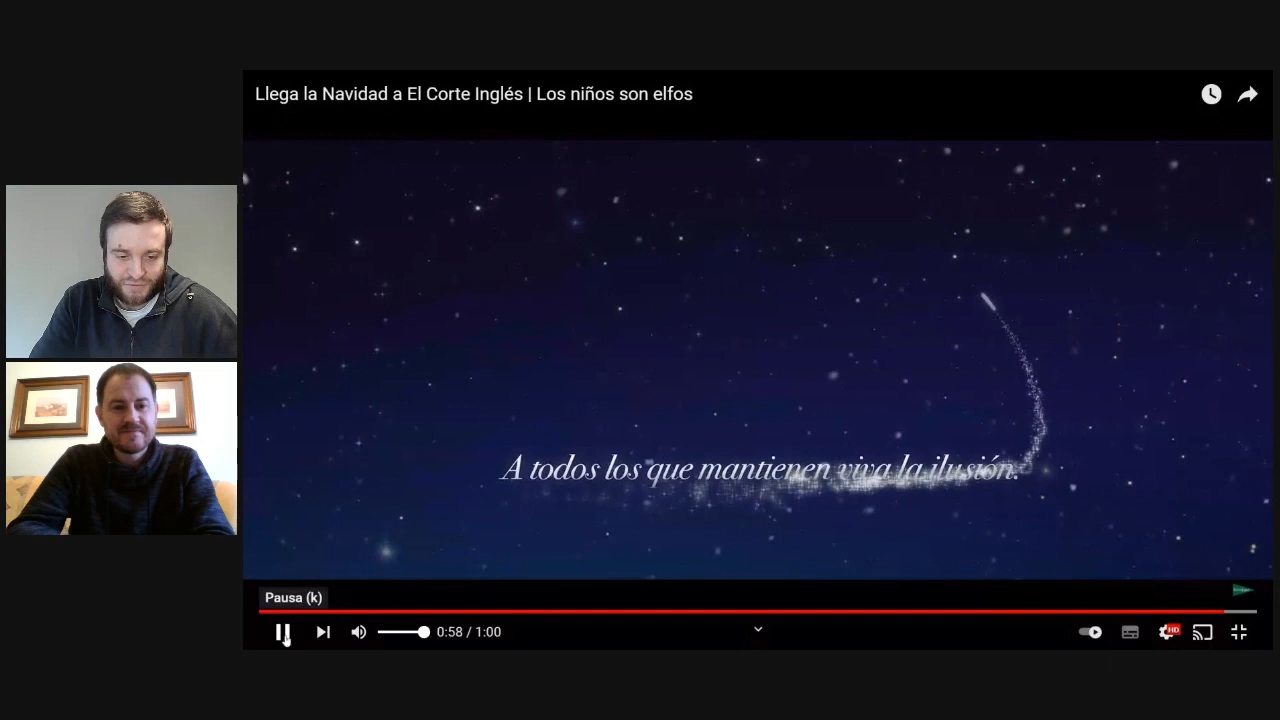 Llega la Navidad a El Corte Inglés | Los niños son elfos
A todos los que mantienen viva la ilusión.
Pausa (k)
0:58 / 1:00
HD